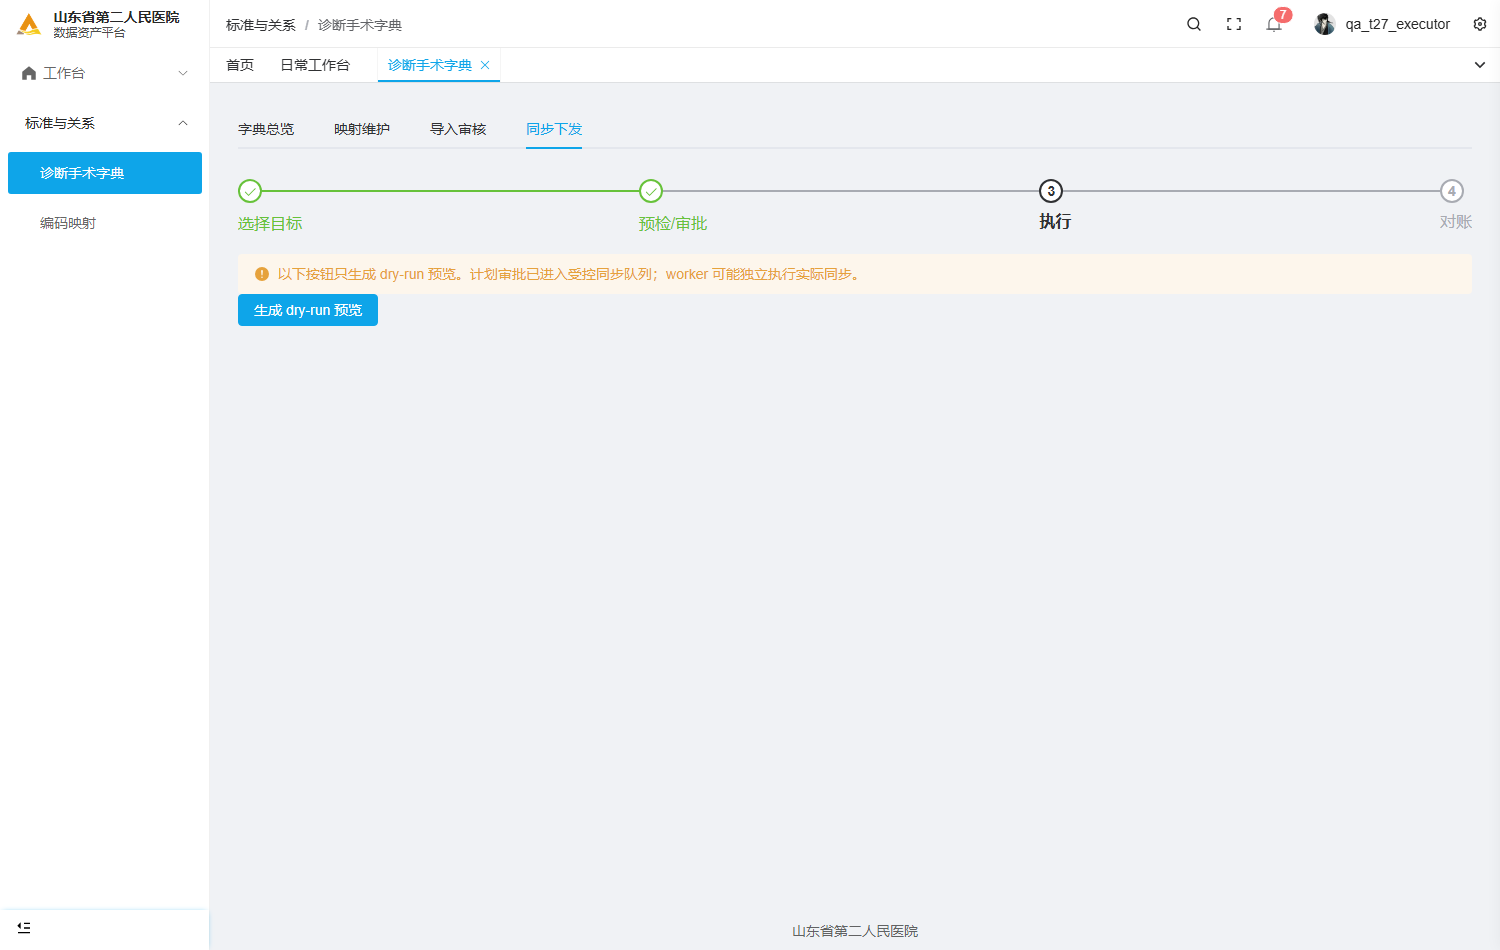 山东省第二人民医院
数据资产平台
工作台
标准与关系
诊断手术字典
编码映射
标准与关系 / 诊断手术字典
7
qa_t27_executor
首页
日常工作台
诊断手术字典
字典总览
映射维护
导入审核
同步下发
选择目标
预检/审批
3
执行
4
对账
以下按钮只生成 dry-run 预览。计划审批已进入受控同步队列；worker 可能独立执行实际同步。
生成 dry-run 预览
山东省第二人民医院